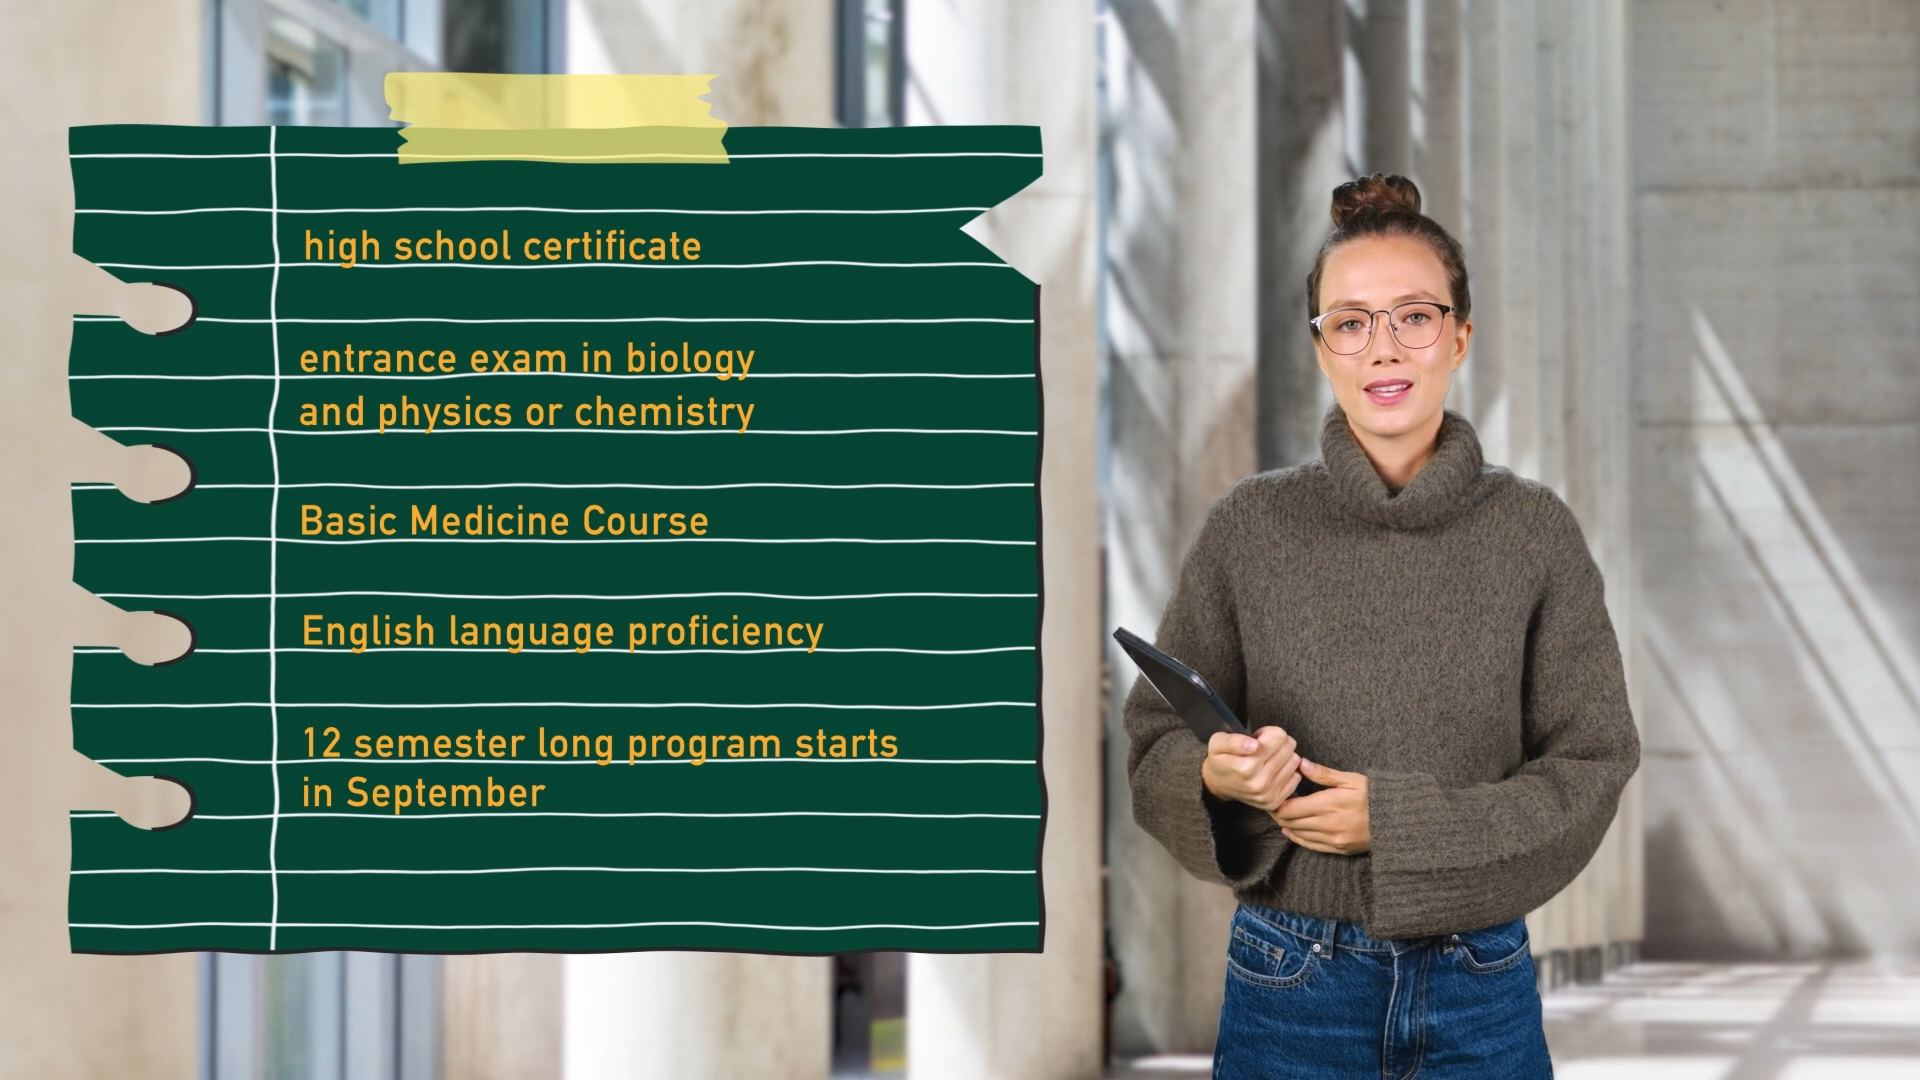 high school certificate
entrance exam in biology
and physics or chemistry
Basic Medicine Course
English language proficiency
12 semester long program starts
in September